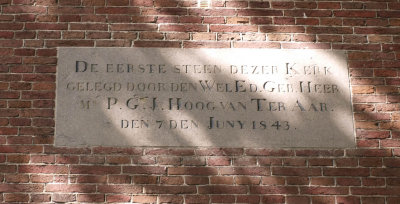 DE EERSTE STEEN DEZER KERK
GELEGD DOOR DEN WEL ED. GEB. HEER
Mr. P. G. J. HOOG VAN TER AAR.
DEN 7 DEN JUNY 1843.